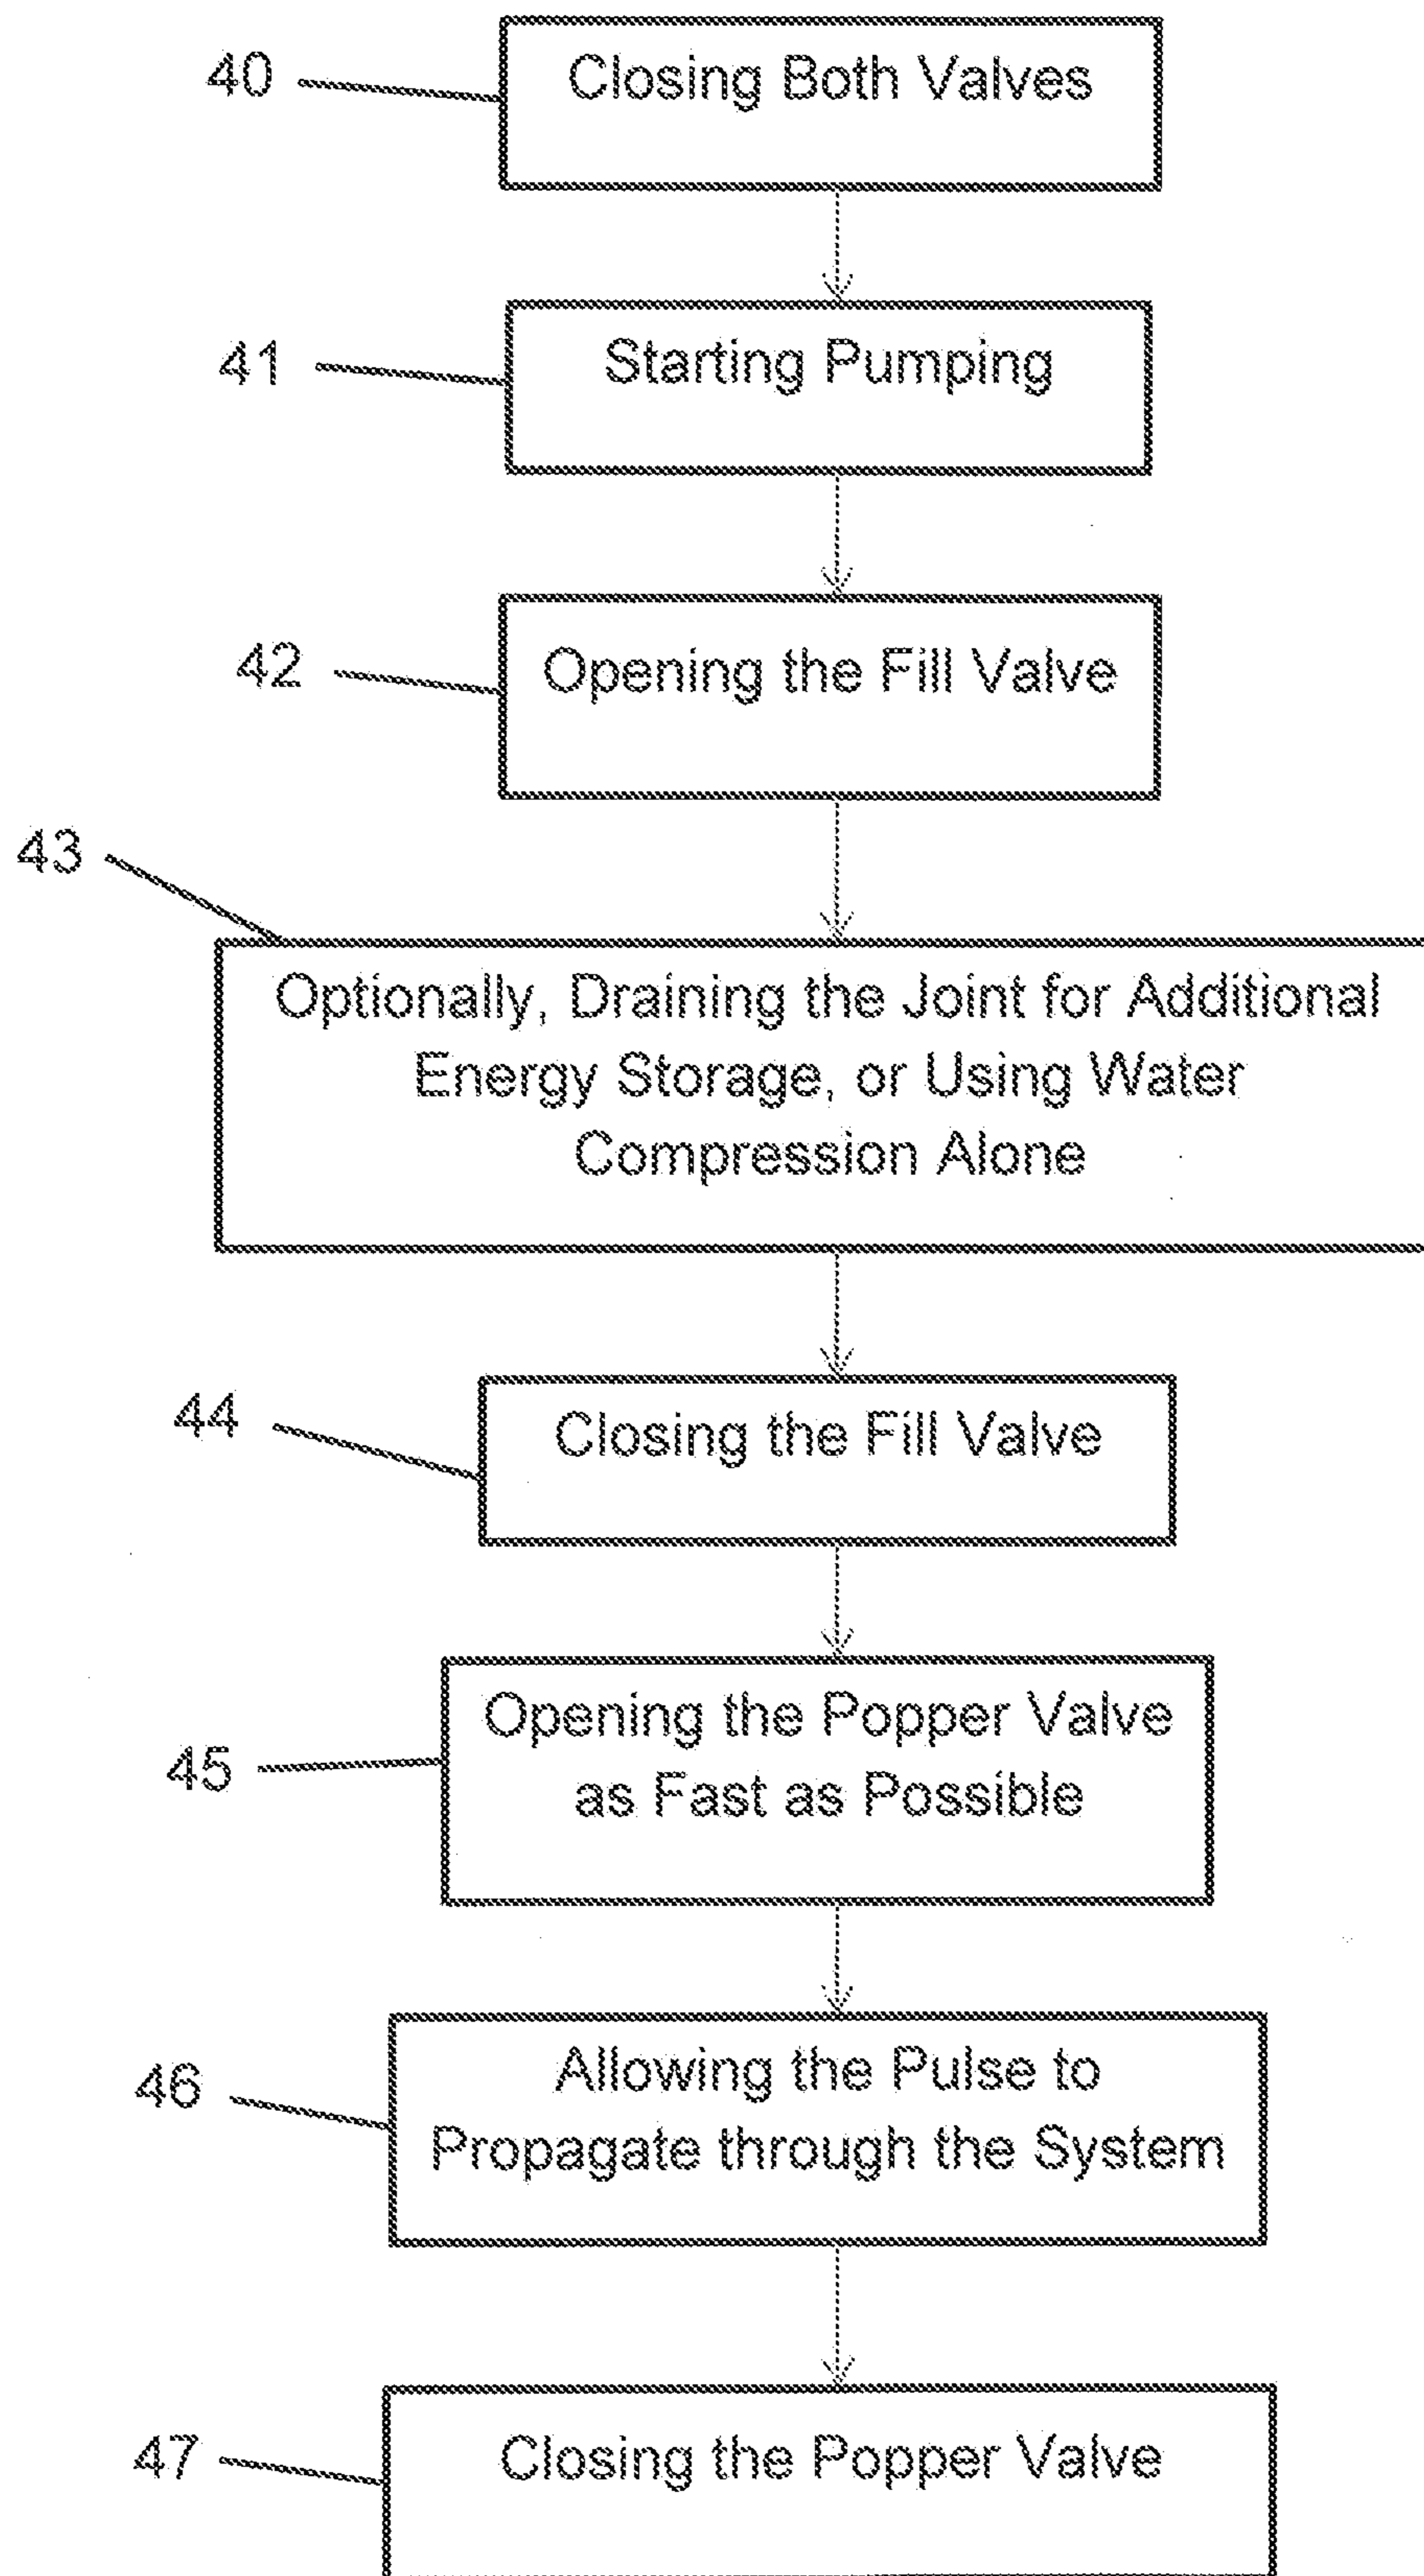 40
Closing Both Valves
41
Starting Pumping
42
Opening the Fill Valve
43
Optionally, Draining the Joint for Additional
Energy Storage, or Using Water
Compression Alone
44
Closing the Fill Valve
45
Opening the Popper Valve
as Fast as Possible
46
Allowing the Pulse to
Propagate through the System
47
Closing the Popper Valve